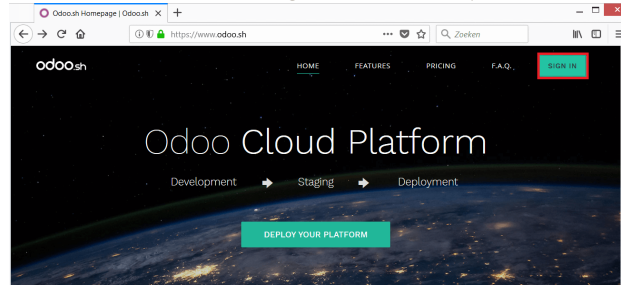 Odoo.sh Homepage | Odoo.sh
https://www.odoo.sh
Zoeken
odoo.sh HOME FEATURES PRICING F.A.Q. SIGN IN
Odoo Cloud Platform
Development Staging Deployment
DEPLOY YOUR PLATFORM